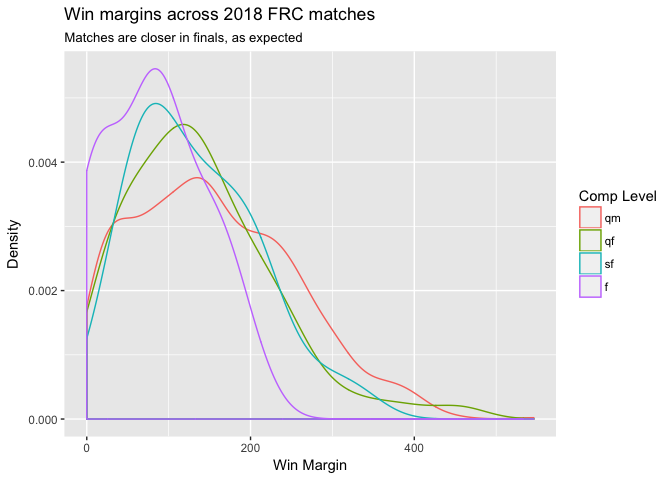 Win margins across 2018 FRC matches
Matches are closer in finals, as expected
Density
0.004
0.002
0.000
0
200
400
Win Margin
Comp Level
qm
qf
sf
f